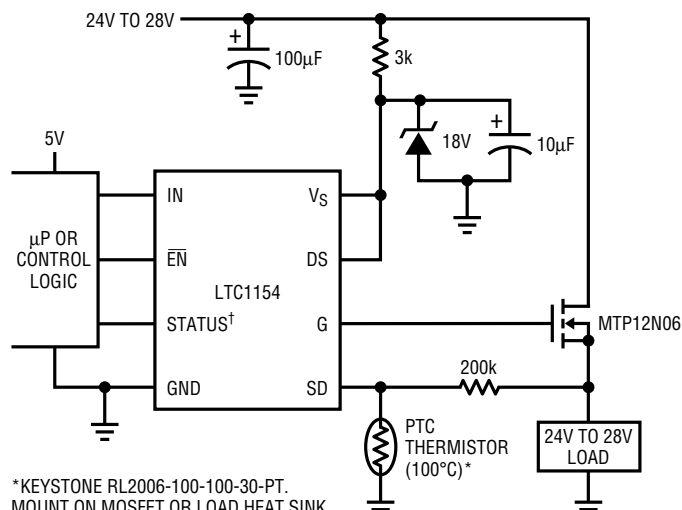 24V TO 28V
+
100µF
3k
5V
18V
+
10µF
µP OR
CONTROL
LOGIC
IN
EN
STATUS†
GND
LTC1154
VS
DS
G
SD
MTP12N06
200k
PTC
THERMISTOR
(100°C)*
24V TO 28V
LOAD
*KEYSTONE RL2006-100-100-30-PT.
MOUNT ON MOSFET OR LOAD HEAT SINK